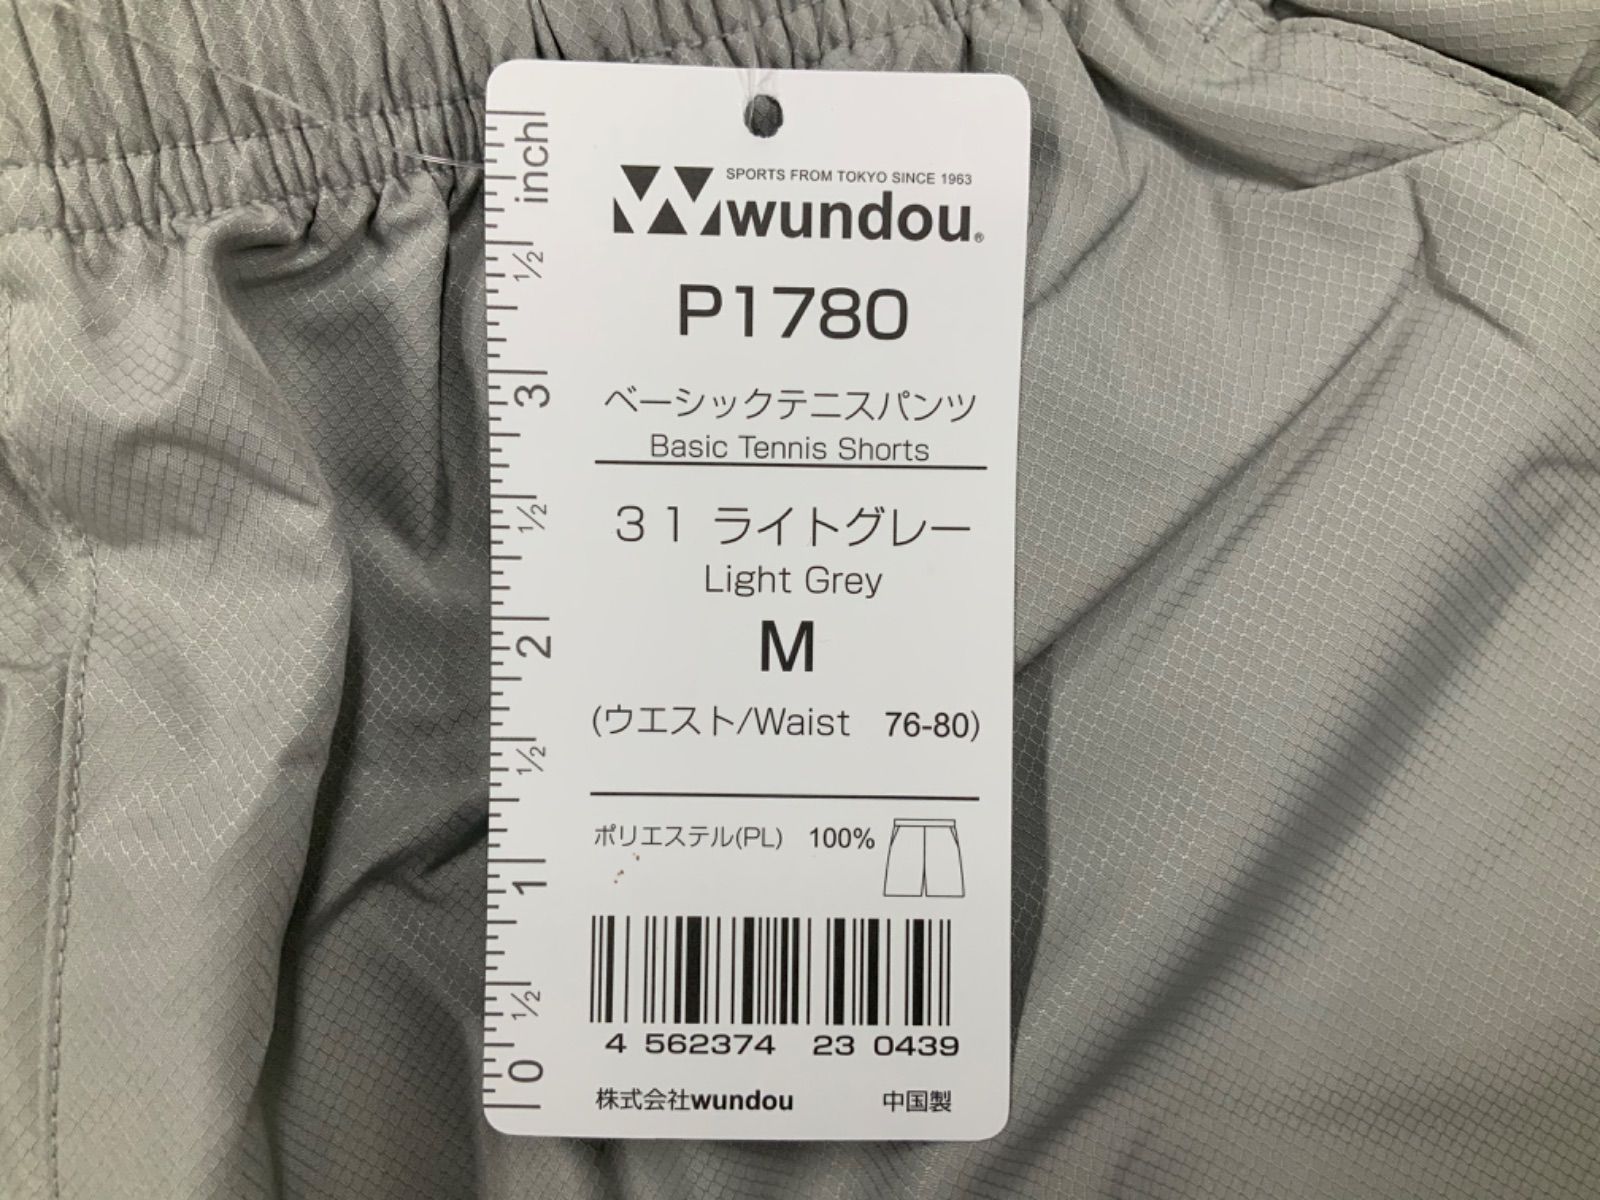 SPORTS FROM TOKYO SINCE 1963
wundou®
P1780
ベーシックテニスパンツ
Basic Tennis Shorts
３１ ライトグレー
Light Grey
M
(ウエスト/Waist 76-80)
ポリエステル(PL) 100%
4 562374 23 0439
株式会社wundou 中国製
inch
½
3
½
2
½
1
½
0